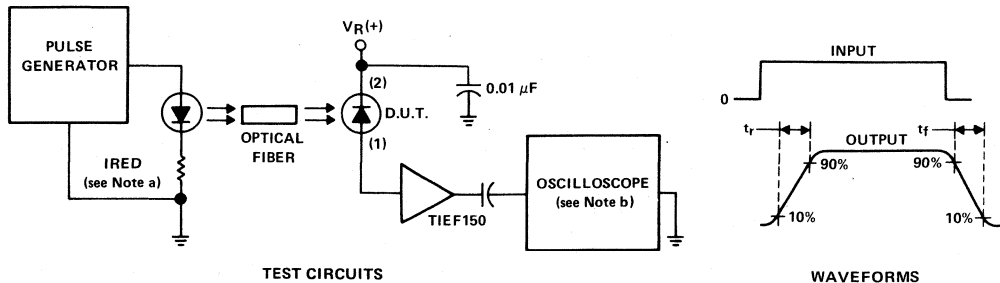 PULSE
GENERATOR
IRED
(see Note a)
OPTICAL
FIBER
VR(+)
(2)
D.U.T.
(1)
0.01 μF
TIEF150
OSCILLOSCOPE
(see Note b)
TEST CIRCUITS
INPUT
0
tr
tf
OUTPUT
90%
90%
10%
10%
WAVEFORMS